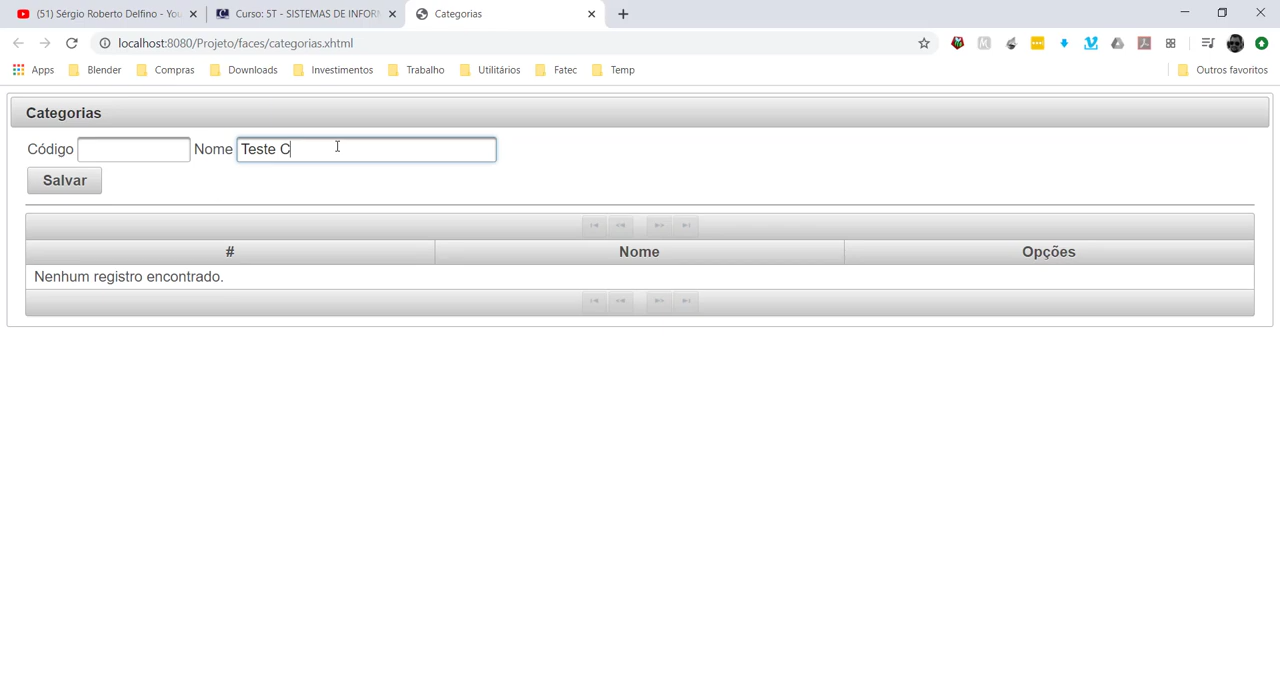 (51) Sérgio Roberto Delfino - You
Curso: 5T - SISTEMAS DE INFORM
Categorias
localhost:8080/Projeto/faces/categorias.xhtml
Apps Blender Compras Downloads Investimentos Trabalho Utilitários Fatec Temp Outros favoritos
Categorias
Código Nome Teste C
Salvar
# Nome Opções
Nenhum registro encontrado.